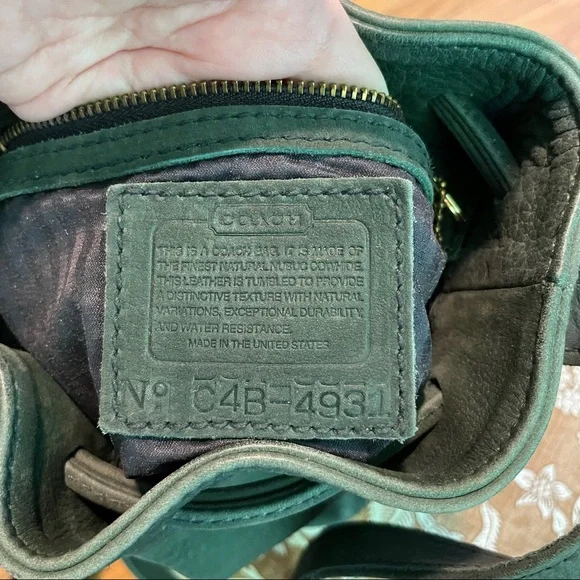 COACH
THIS IS A COACH BAG. IT IS MADE OF
THE FINEST NATURAL NUBUC COWHIDE.
THIS LEATHER IS TUMBLED TO PROVIDE
A DISTINCTIVE TEXTURE WITH NATURAL
VARIATIONS, EXCEPTIONAL DURABILITY,
AND WATER RESISTANCE.
MADE IN THE UNITED STATES
No C4B-4931